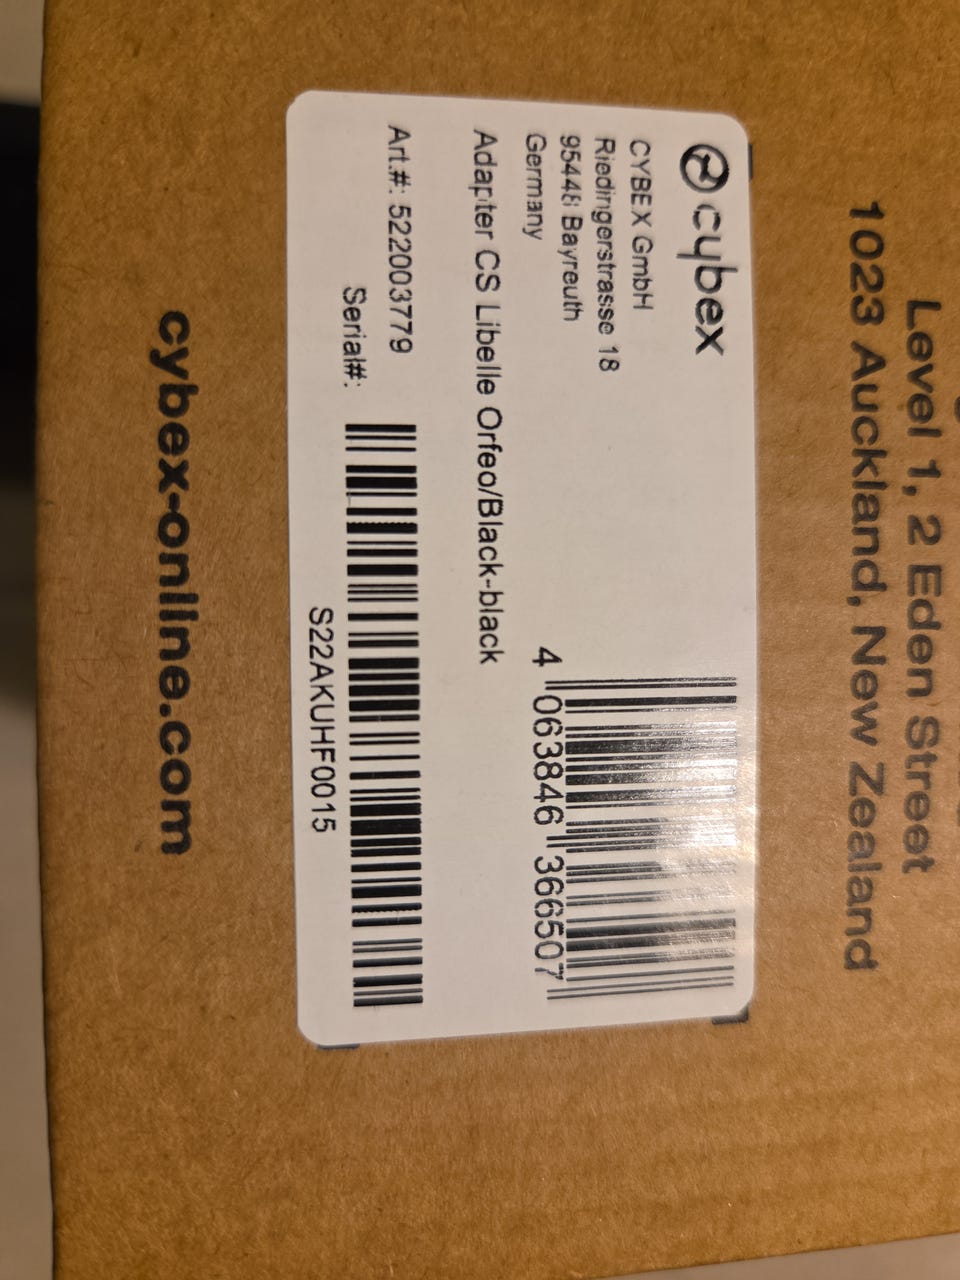 Level 1, 2 Eden Street
1023 Auckland, New Zealand
cybex
CYBEX GmbH
Riedingerstrasse 18
95448 Bayreuth
Germany
4 063846 366507
Adapter CS Libelle Orfeo/Black-black
Art.#: 522003779
Serial#:
S22AKUHF0015
cybex-online.com